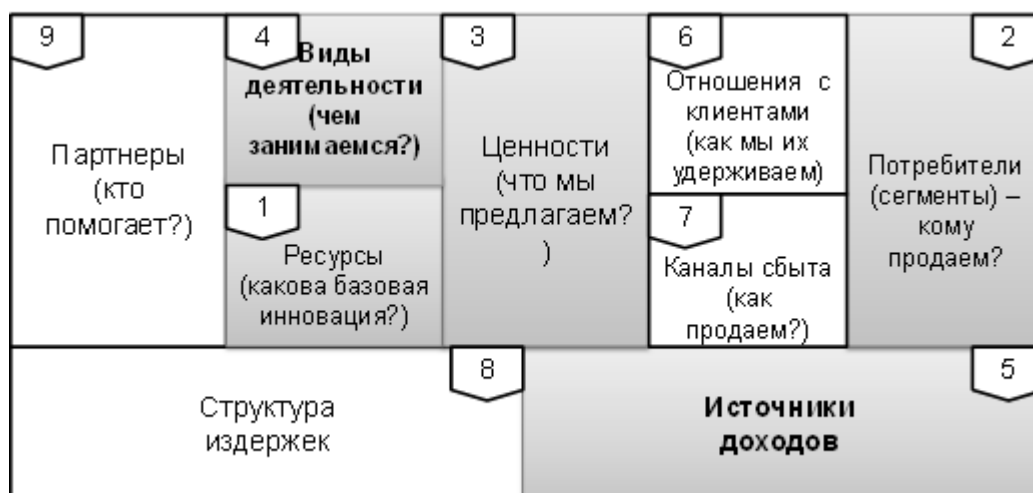 9
Партнеры
(кто
помогает?)
4
Виды
деятельности
(чем
занимаемся?)
1
Ресурсы
(какова базовая
инновация?)
3
Ценности
(что мы
предлагаем?
)
6
Отношения с
клиентами
(как мы их
удерживаем)
7
Каналы сбыта
(как
продаем?)
2
Потребители
(сегменты) –
кому
продаем?
8
Структура
издержек
5
Источники
доходов